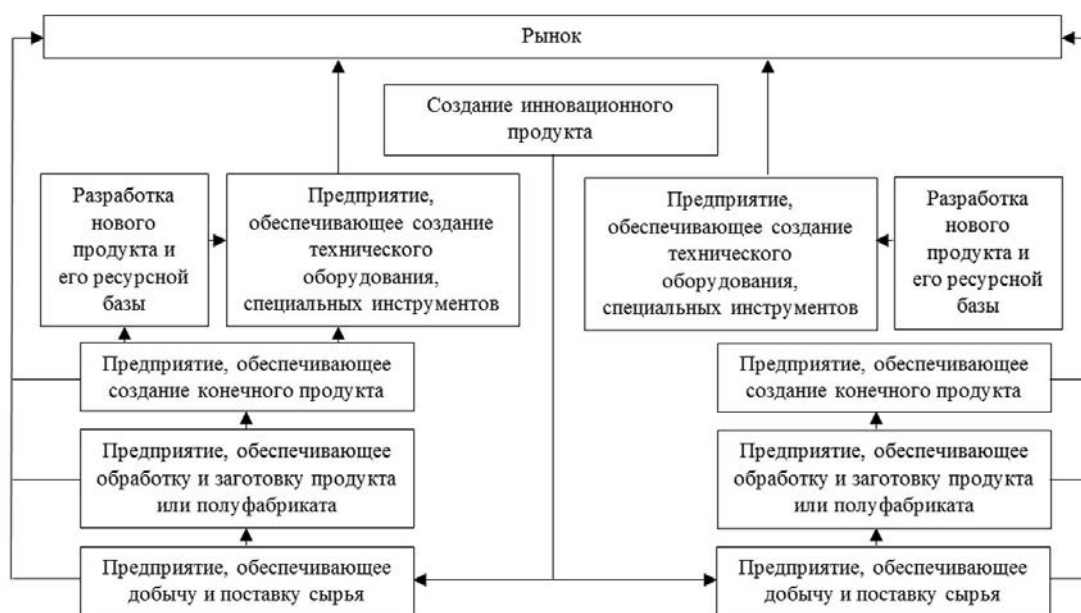 Рынок
Создание инновационного
продукта
Разработка
нового
продукта и
его ресурсной
базы
Предприятие,
обеспечивающее создание
технического
оборудования,
специальных инструментов
Предприятие,
обеспечивающее создание
технического
оборудования,
специальных инструментов
Разработка
нового
продукта и
его ресурсной
базы
Предприятие, обеспечивающее
создание конечного продукта
Предприятие, обеспечивающее
создание конечного продукта
Предприятие, обеспечивающее
обработку и заготовку продукта
или полуфабриката
Предприятие, обеспечивающее
обработку и заготовку продукта
или полуфабриката
Предприятие, обеспечивающее
добычу и поставку сырья
Предприятие, обеспечивающее
добычу и поставку сырья